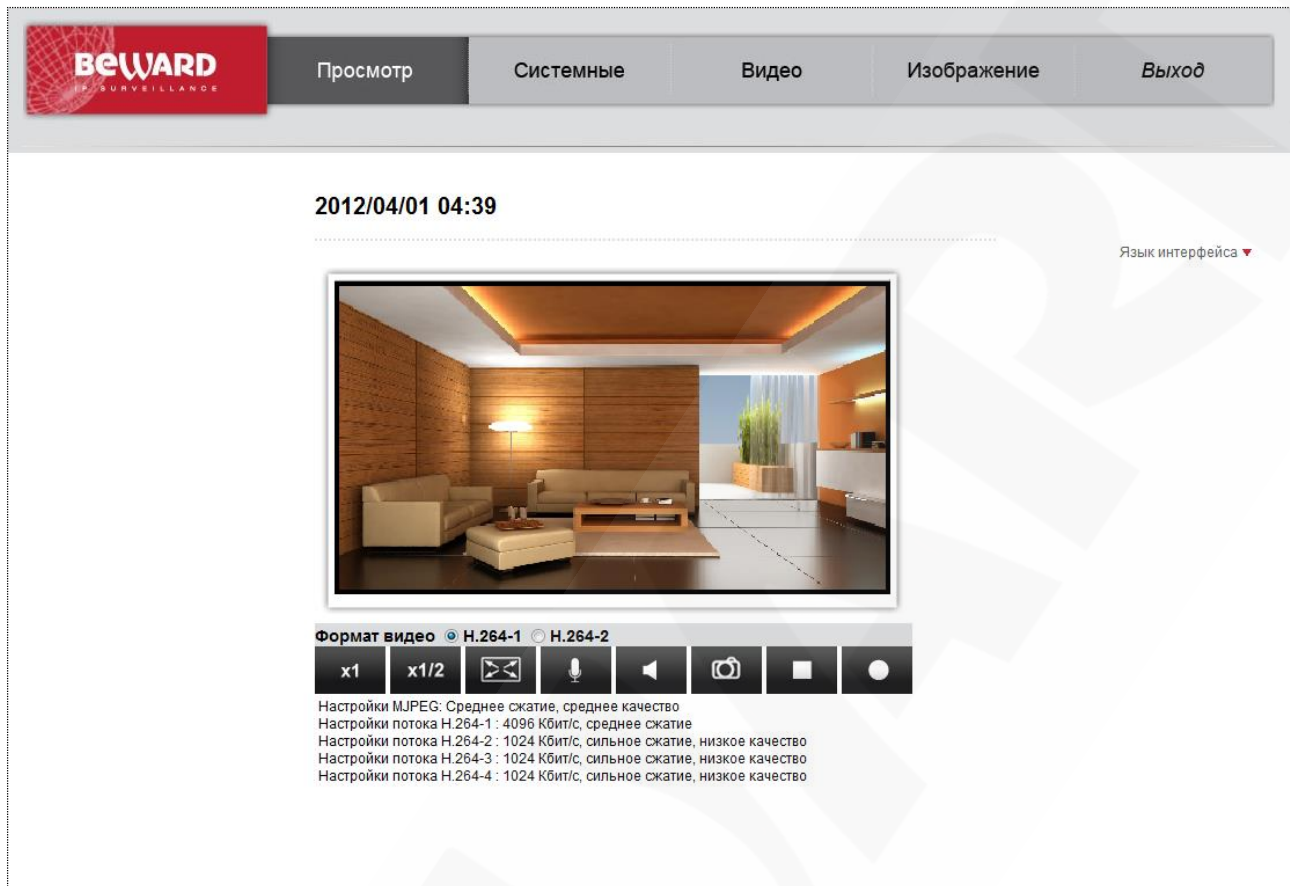 BEWARD
IP SURVEILLANCE
Просмотр
Системные
Видео
Изображение
Выход
2012/04/01 04:39
Язык интерфейса
Формат видео H.264-1 H.264-2
x1 x1/2
Настройки MJPEG: Среднее сжатие, среднее качество
Настройки потока H.264-1 : 4096 Кбит/с, среднее сжатие
Настройки потока H.264-2 : 1024 Кбит/с, сильное сжатие, низкое качество
Настройки потока H.264-3 : 1024 Кбит/с, сильное сжатие, низкое качество
Настройки потока H.264-4 : 1024 Кбит/с, сильное сжатие, низкое качество